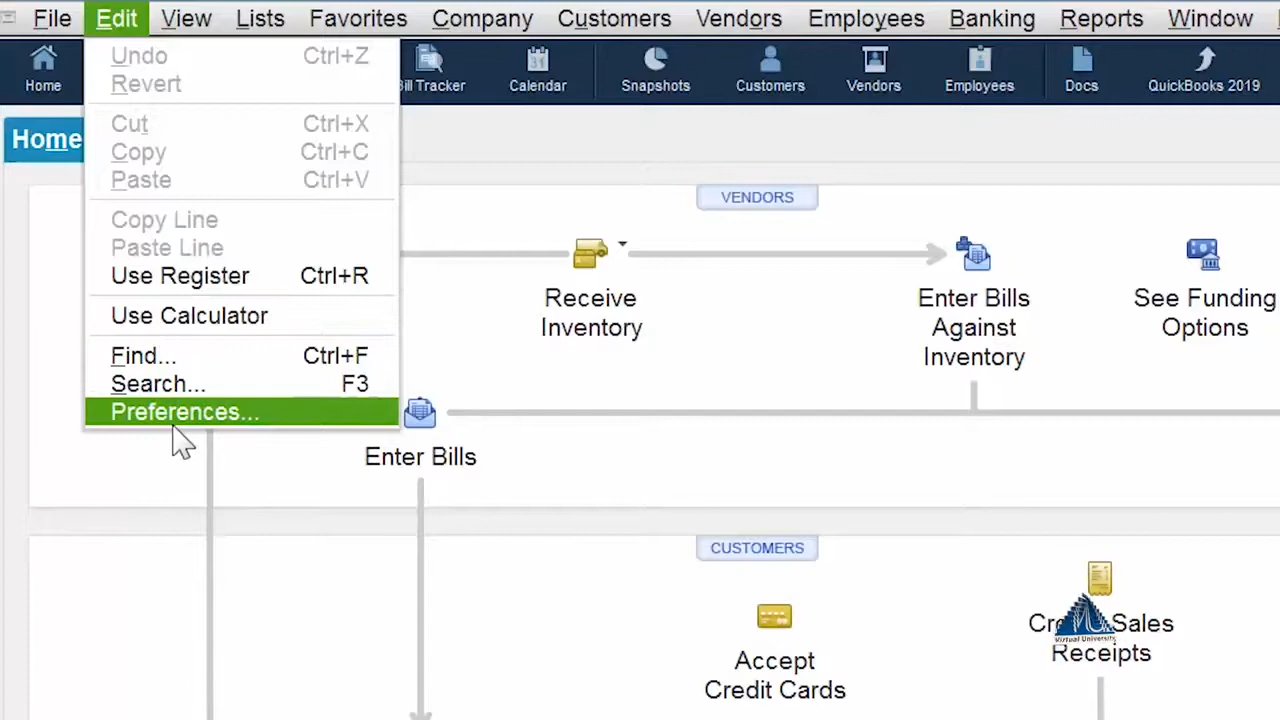 File Edit View Lists Favorites Company Customers Vendors Employees Banking Reports Window
Home Bill Tracker Calendar Snapshots Customers Vendors Employees Docs QuickBooks 2019
31
Home
Undo Ctrl+Z
Revert
Cut Ctrl+X
Copy Ctrl+C
Paste Ctrl+V
Copy Line
Paste Line
Use Register Ctrl+R
Use Calculator
Find... Ctrl+F
Search... F3
Preferences...
VENDORS
Receive
Inventory
Enter Bills
Against
Inventory
See Funding
Options
Enter Bills
CUSTOMERS
Accept
Credit Cards
Sales
Receipts
Virtual University